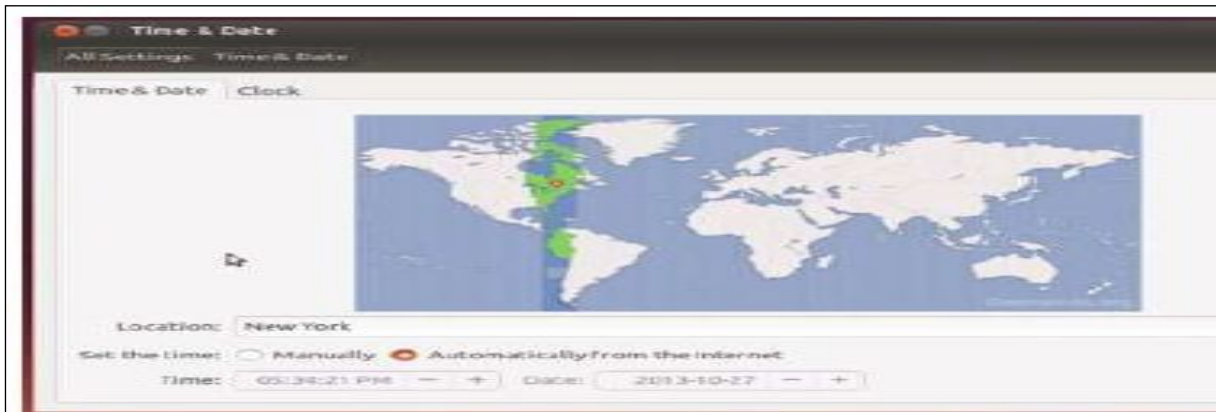 Time & Date
All Settings Time & Date
Time & Date Clock
Location: New York
Set the time: Manually Automatically from the Internet
Time: 05:34:21 PM − + Date: 2013-10-27 − +